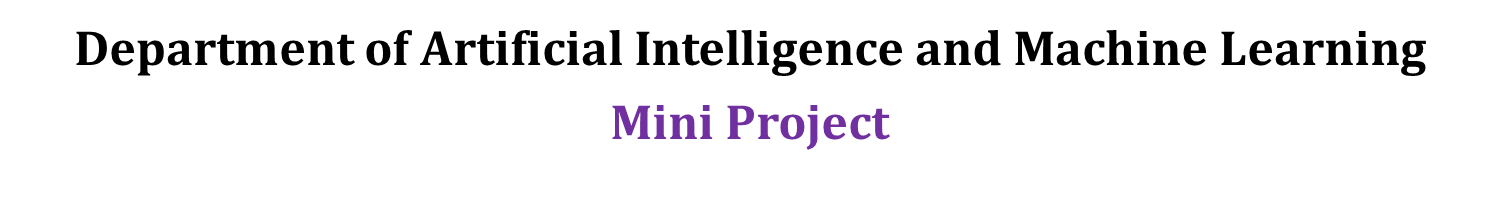 Department of Artificial Intelligence and Machine Learning
Mini Project